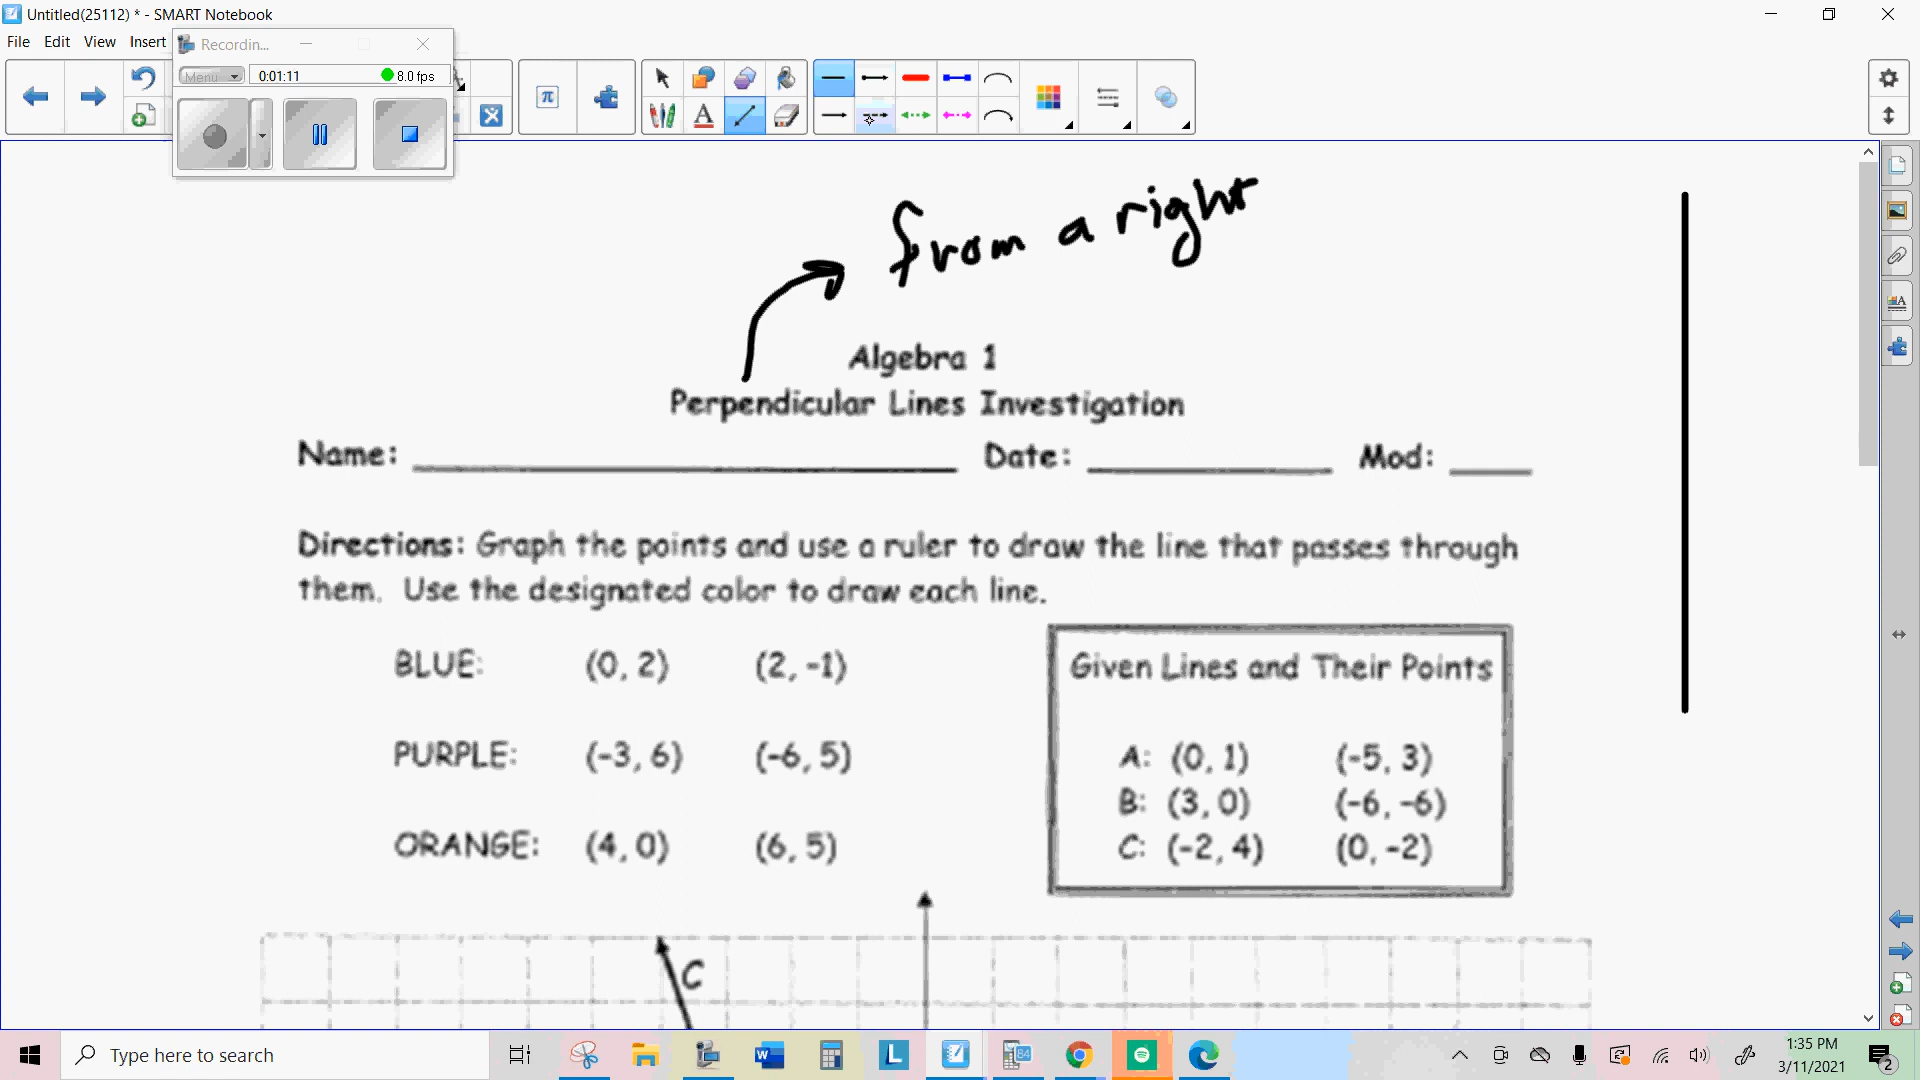 Untitled(25112) * - SMART Notebook
File Edit View Insert
Recordin...
Menu 0:01:11 8.0 fps
from a right
Algebra 1
Perpendicular Lines Investigation
Name: Date: Mod:
Directions: Graph the points and use a ruler to draw the line that passes through
them. Use the designated color to draw each line.
BLUE: (0, 2) (2, -1)
PURPLE: (-3, 6) (-6, 5)
ORANGE: (4, 0) (6, 5)
Given Lines and Their Points
A: (0, 1) (-5, 3)
B: (3, 0) (-6, -6)
C: (-2, 4) (0, -2)
C
Type here to search
1:35 PM
3/11/2021
2